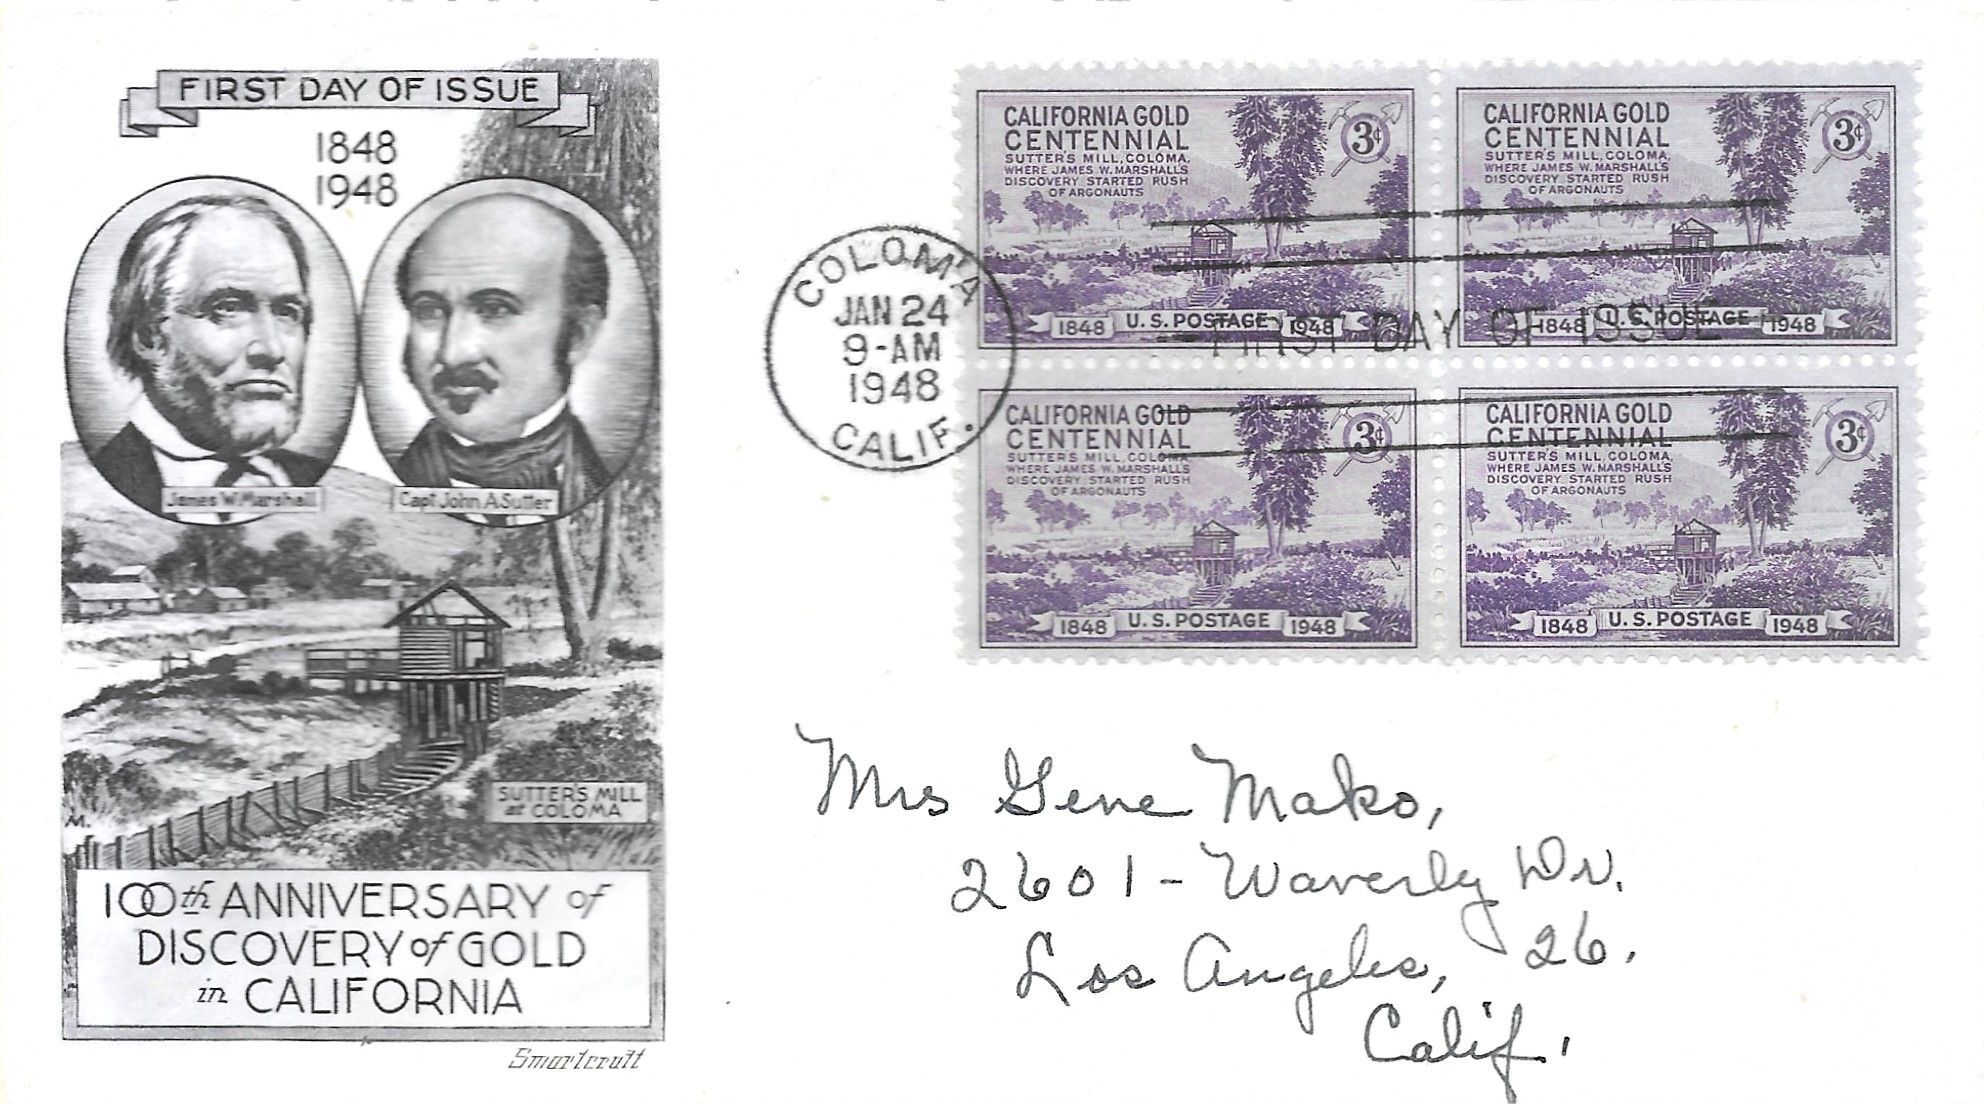 FIRST DAY OF ISSUE
1848
1948
James W. Marshall
Capt John A. Sutter
SUTTER'S MILL
at COLOMA
M.
100th ANNIVERSARY of
DISCOVERY of GOLD
in CALIFORNIA
Smartcraft
COLOMA
JAN 24
9-AM
1948
CALIF.
FIRST DAY OF ISSUE
CALIFORNIA GOLD
CENTENNIAL
SUTTER'S MILL, COLOMA,
WHERE JAMES W. MARSHALL'S
DISCOVERY STARTED RUSH
OF ARGONAUTS
3¢
1848 U.S. POSTAGE 1948
CALIFORNIA GOLD
CENTENNIAL
SUTTER'S MILL, COLOMA,
WHERE JAMES W. MARSHALL'S
DISCOVERY STARTED RUSH
OF ARGONAUTS
3¢
1848 U.S. POSTAGE 1948
CALIFORNIA GOLD
CENTENNIAL
SUTTER'S MILL, COLOMA,
WHERE JAMES W. MARSHALL'S
DISCOVERY STARTED RUSH
OF ARGONAUTS
3¢
1848 U.S. POSTAGE 1948
CALIFORNIA GOLD
CENTENNIAL
SUTTER'S MILL, COLOMA,
WHERE JAMES W. MARSHALL'S
DISCOVERY STARTED RUSH
OF ARGONAUTS
3¢
1848 U.S. POSTAGE 1948
Mrs Gene Mako,
2601 - Waverly Dr.
Los Angeles, 26.
Calif.